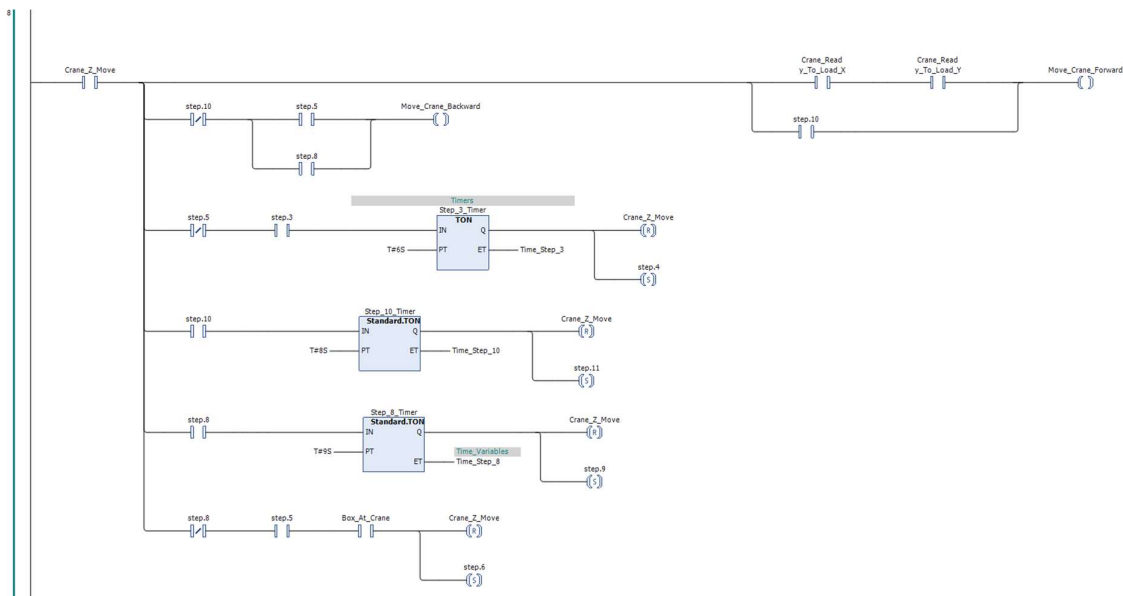 8
Crane_Z_Move
Crane_Read
y_To_Load_X
Crane_Read
y_To_Load_Y
Move_Crane_Forward
step.10
step.10
step.5
Move_Crane_Backward
step.8
Timers
step.5
step.3
Step_3_Timer
TON
IN
Q
Crane_Z_Move
R
T#6S
PT
ET
Time_Step_3
step.4
S
step.10
Step_10_Timer
Standard.TON
IN
Q
Crane_Z_Move
R
T#8S
PT
ET
Time_Step_10
step.11
S
step.8
Step_8_Timer
Standard.TON
IN
Q
Crane_Z_Move
R
T#9S
PT
Time_Variables
ET
Time_Step_8
step.9
S
step.8
step.5
Box_At_Crane
Crane_Z_Move
R
step.6
S